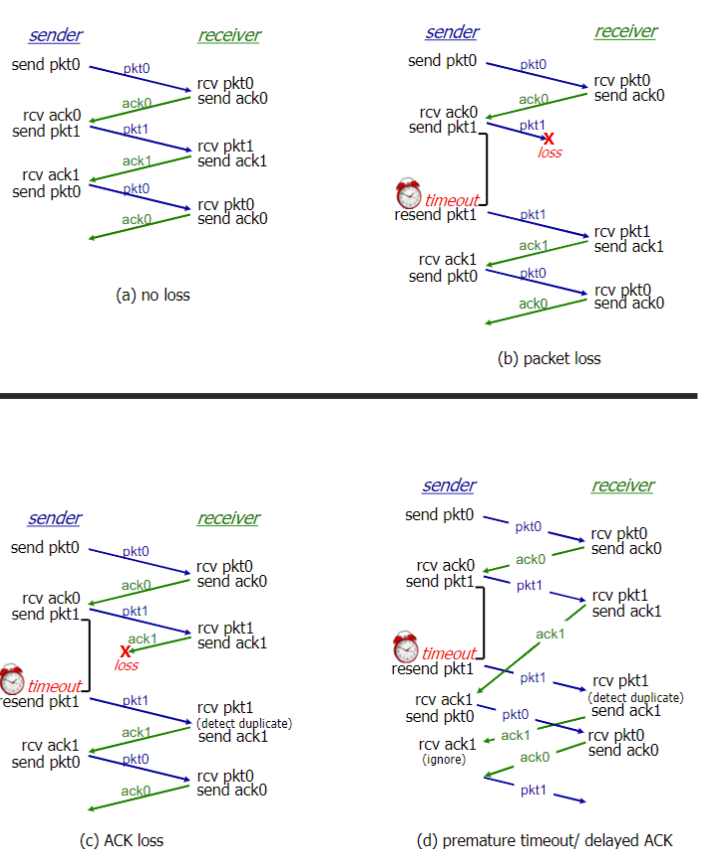 sender
receiver
send pkt0
pkt0
rcv pkt0
send ack0
ack0
rcv ack0
send pkt1
pkt1
rcv pkt1
send ack1
ack1
rcv ack1
send pkt0
pkt0
rcv pkt0
send ack0
ack0
(a) no loss
sender
receiver
send pkt0
pkt0
rcv pkt0
send ack0
ack0
rcv ack0
send pkt1
pkt1
X
loss
timeout
resend pkt1
pkt1
rcv pkt1
send ack1
ack1
rcv ack1
send pkt0
pkt0
rcv pkt0
send ack0
ack0
(b) packet loss
sender
receiver
send pkt0
pkt0
rcv pkt0
send ack0
ack0
rcv ack0
send pkt1
pkt1
rcv pkt1
send ack1
ack1
X
loss
timeout
resend pkt1
pkt1
rcv pkt1
(detect duplicate)
send ack1
ack1
rcv ack1
send pkt0
pkt0
rcv pkt0
send ack0
ack0
(c) ACK loss
sender
receiver
send pkt0
pkt0
rcv pkt0
send ack0
ack0
rcv ack0
send pkt1
pkt1
rcv pkt1
send ack1
ack1
timeout
resend pkt1
pkt1
rcv pkt1
(detect duplicate)
send ack1
rcv ack1
send pkt0
pkt0
ack1
rcv pkt0
send ack0
rcv ack1
(ignore)
ack0
pkt1
(d) premature timeout/ delayed ACK